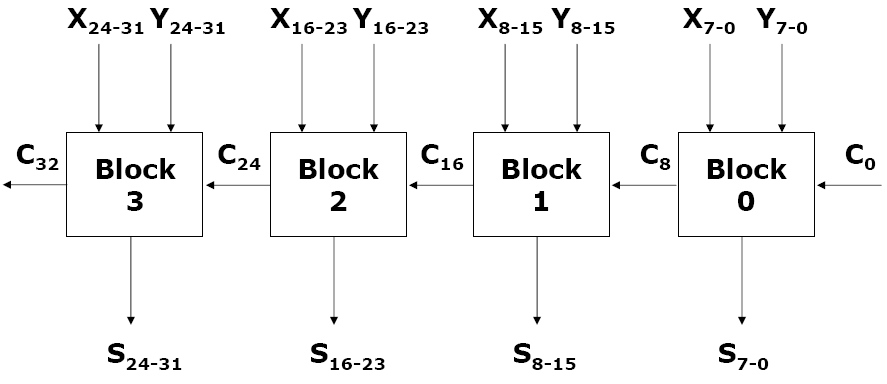 X24-31 Y24-31 X16-23 Y16-23 X8-15 Y8-15 X7-0 Y7-0
C32 Block 3 C24 Block 2 C16 Block 1 C8 Block 0 C0
S24-31 S16-23 S8-15 S7-0